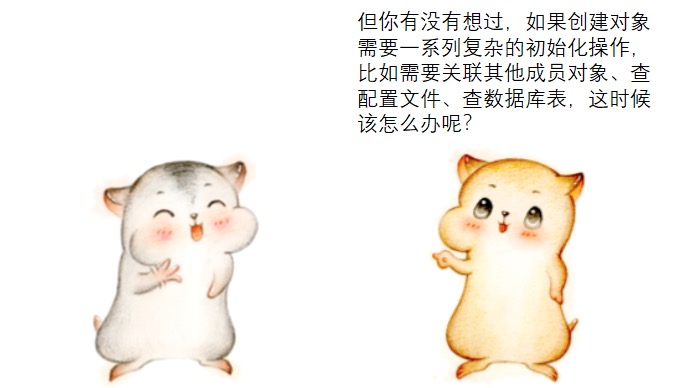 但你有没有想过，如果创建对象
需要一系列复杂的初始化操作，
比如需要关联其他成员对象、查
配置文件、查数据库表，这时候
该怎么办呢？